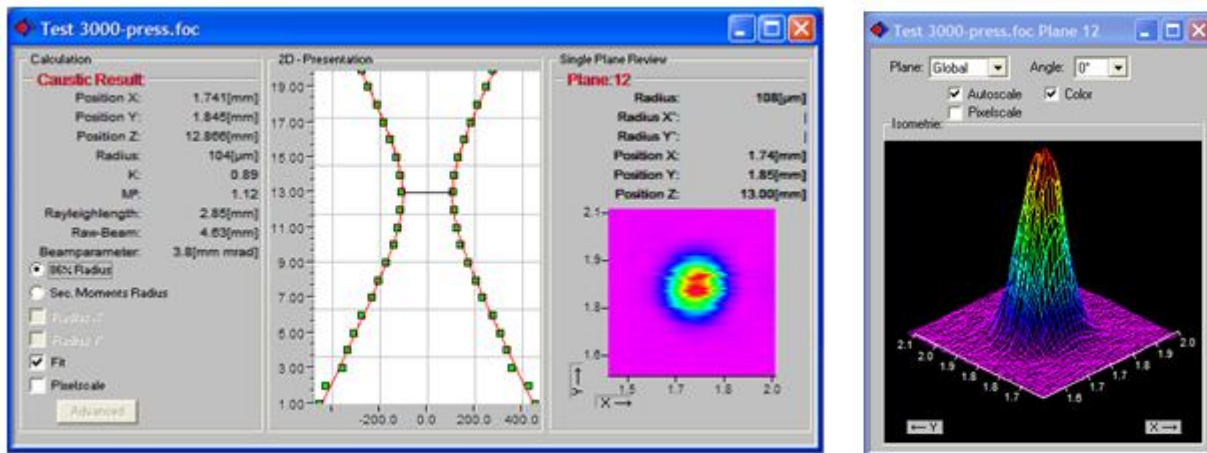 Test 3000-press.foc
Calculation
Caustic Result:
Position X: 1.741[mm]
Position Y: 1.845[mm]
Position Z: 12.866[mm]
Radius: 104[µm]
K: 0.89
M²: 1.12
Rayleighlength: 2.85[mm]
Raw-Beam: 4.63[mm]
Beamparameter: 3.8[mm mrad]
86% Radius
Sec. Moments Radius
Radius-X'
Radius-Y'
Fit
Pixelscale
Advanced
2D - Presentation
19.00
17.00
15.00
13.00
11.00
9.00
7.00
5.00
3.00
1.00
-200.0 0.0 200.0 400.0
Single Plane Review
Plane:12
Radius: 108[µm]
Radius X':
Radius Y':
Position X: 1.74[mm]
Position Y: 1.85[mm]
Position Z: 13.00[mm]
2.1
1.9
1.8
1.6
1.5 1.7 1.8 2.0
Y→
X→
Test 3000-press.foc Plane 12
Plane: Global Angle: 0°
Autoscale Color
Pixelscale
Isometrie:
2.1 2.0 1.9 1.8 1.8 1.7
1.6 1.7 1.8 1.9 1.9 2.0
← Y
X →